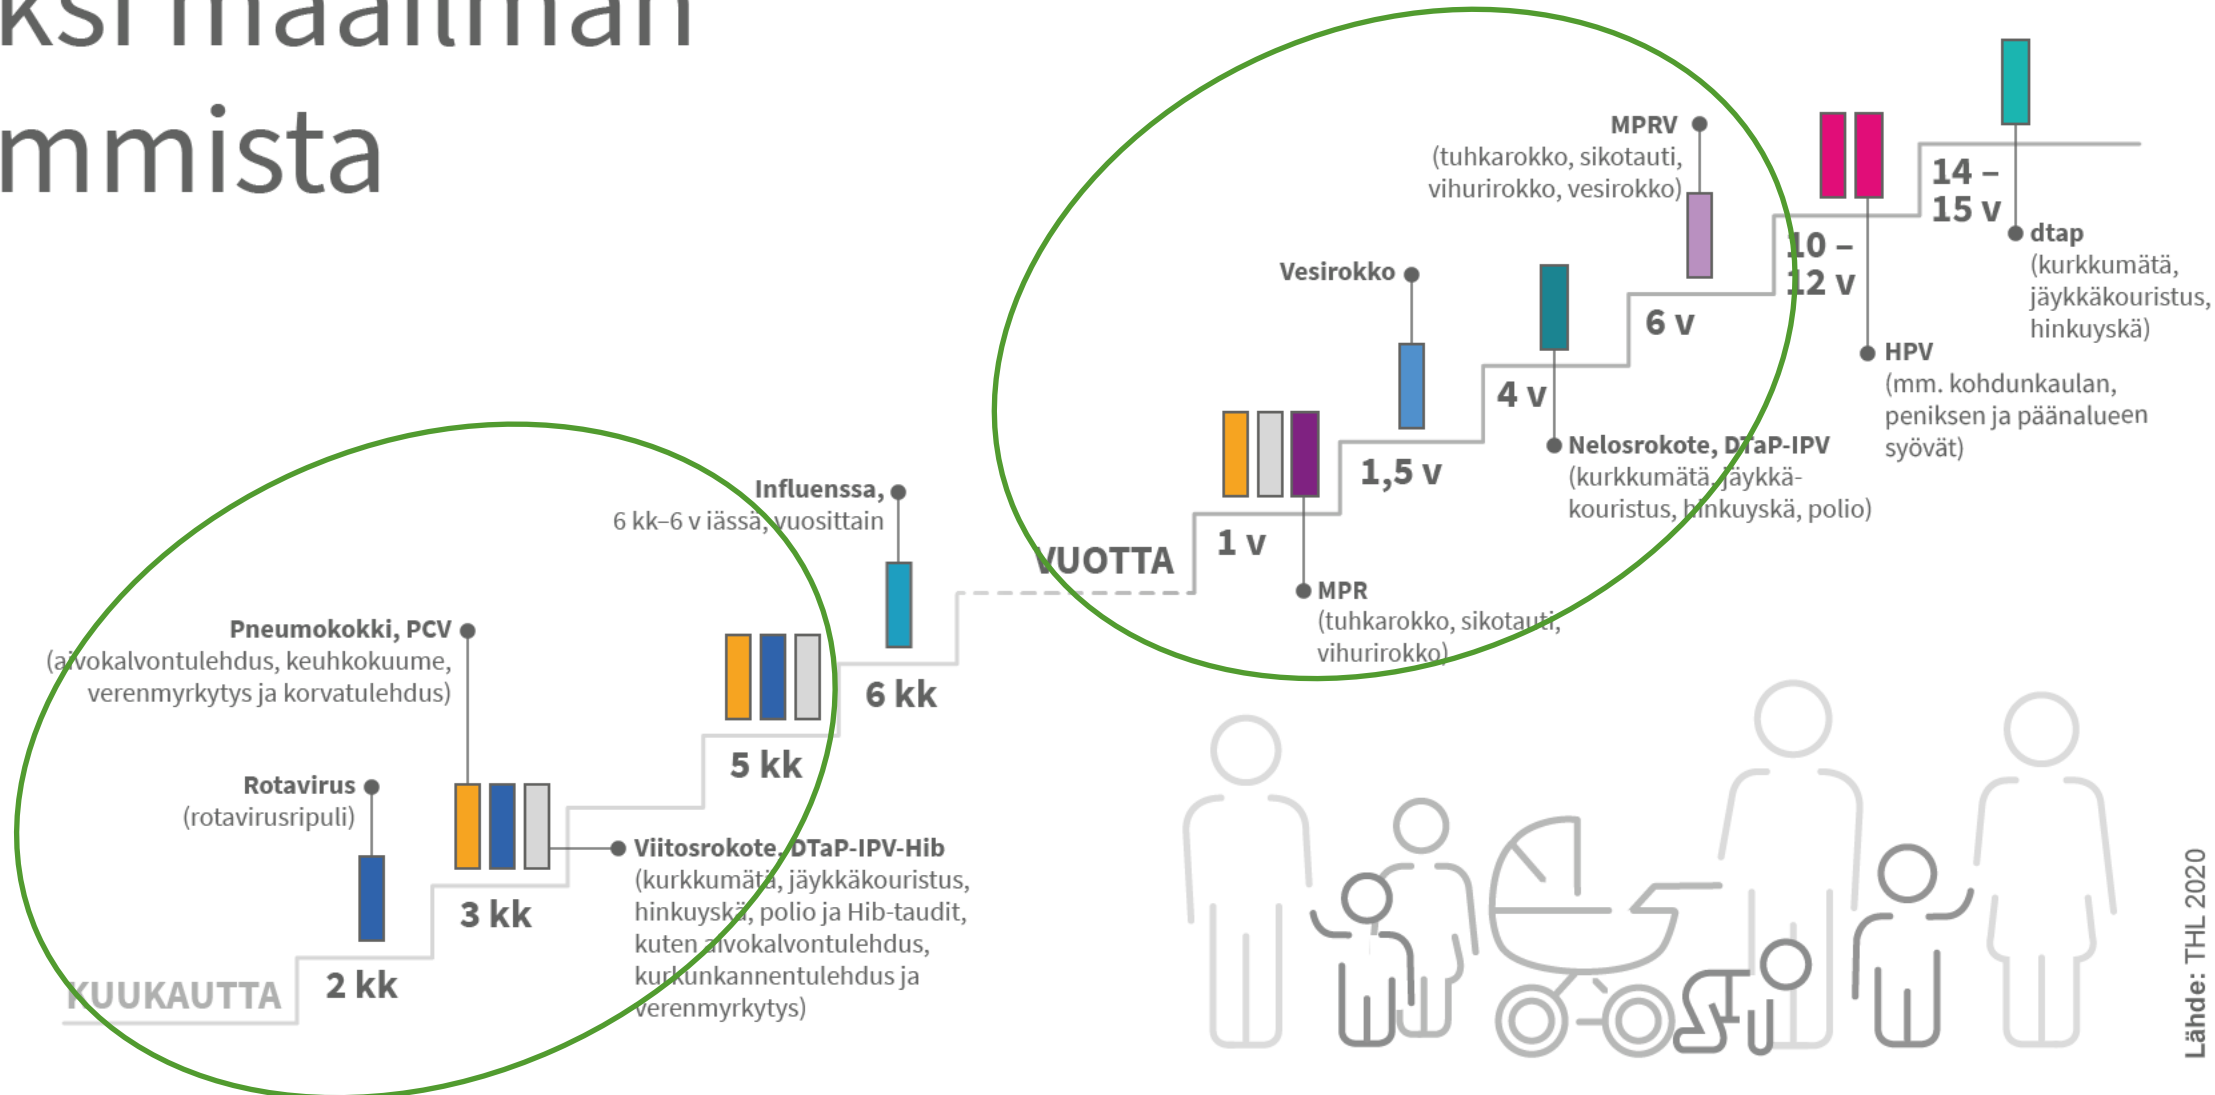 ksi maailman
mmista
KUUKAUTTA
2 kk
Rotavirus
(rotavirusripuli)
3 kk
Pneumokokki, PCV
(aivokalvontulehdus, keuhkokuume,
verenmyrkytys ja korvatulehdus)
Viitosrokote, DTaP-IPV-Hib
(kurkkumätä, jäykkäkouristus,
hinkuyskä, polio ja Hib-taudit,
kuten aivokalvontulehdus,
kurkunkannentulehdus ja
verenmyrkytys)
5 kk
6 kk
Influenssa,
6 kk–6 v iässä, vuosittain
VUOTTA
1 v
MPR
(tuhkarokko, sikotauti,
vihurirokko)
1,5 v
Vesirokko
4 v
Nelosrokote, DTaP-IPV
(kurkkumätä, jäykkä-
kouristus, hinkuyskä, polio)
6 v
MPRV
(tuhkarokko, sikotauti,
vihurirokko, vesirokko)
10 –
12 v
HPV
(mm. kohdunkaulan,
peniksen ja päänalueen
syövät)
14 –
15 v
dtap
(kurkkumätä,
jäykkäkouristus,
hinkuyskä)
Lähde: THL 2020